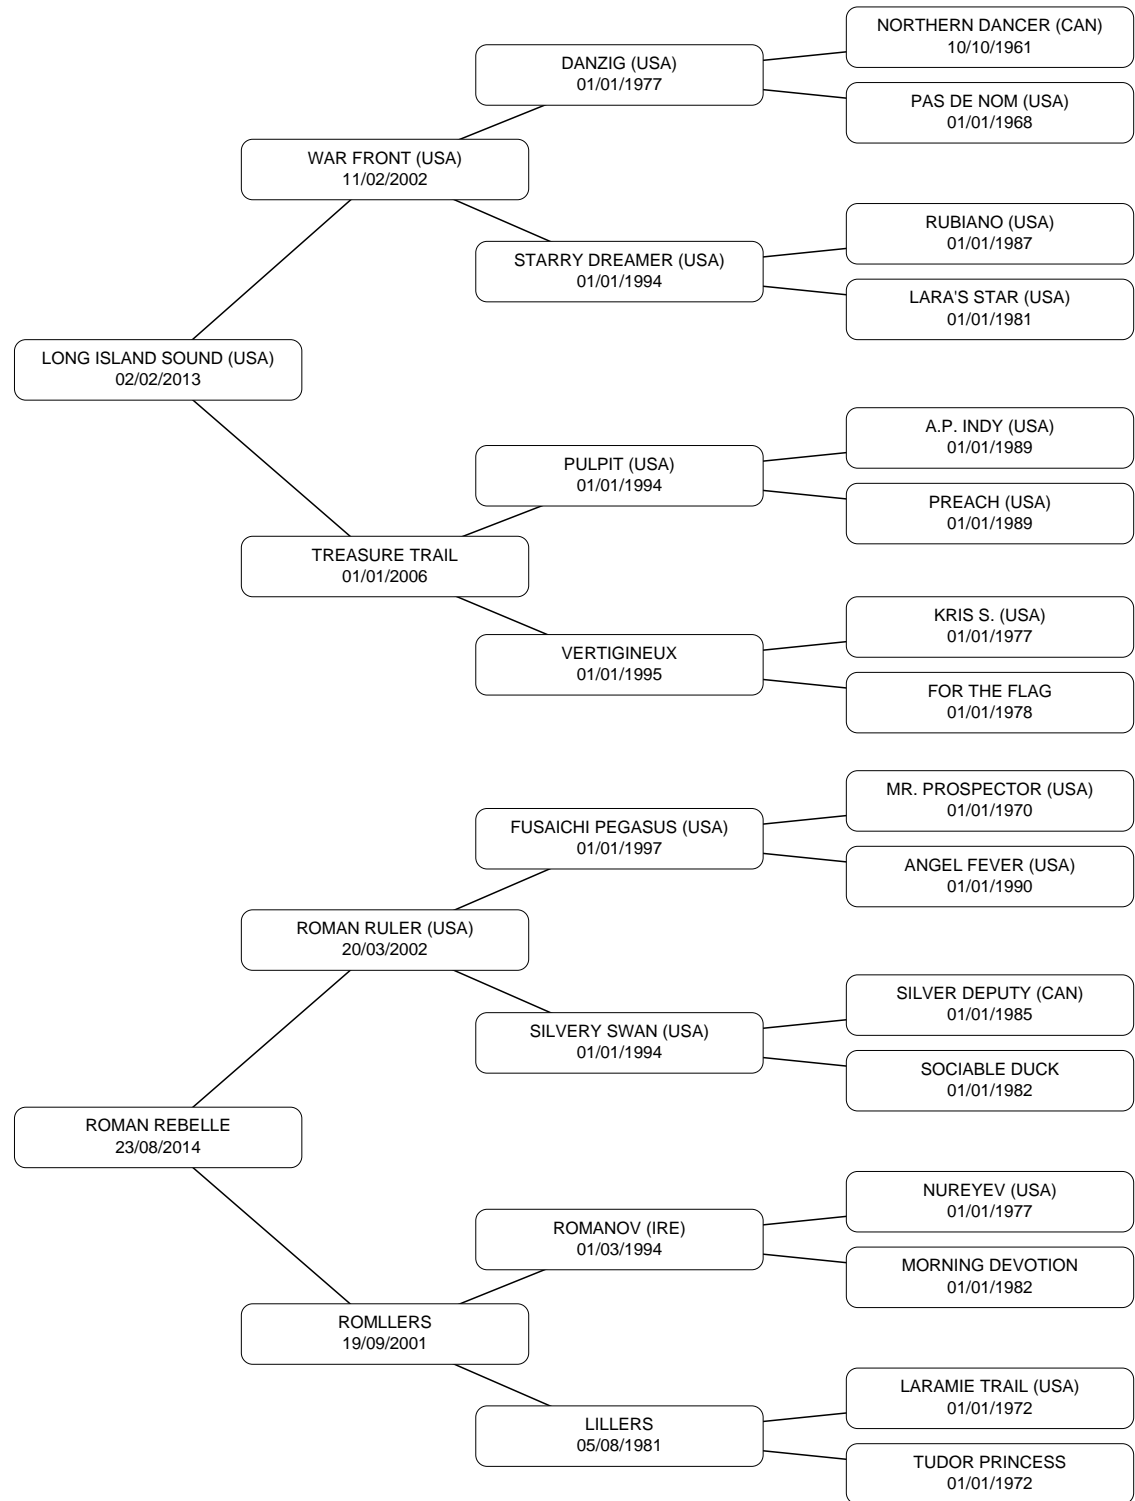 NORTHERN DANCER (CAN)
10/10/1961
DANZIG (USA)
01/01/1977
PAS DE NOM (USA)
01/01/1968
WAR FRONT (USA)
11/02/2002
RUBIANO (USA)
01/01/1987
STARRY DREAMER (USA)
01/01/1994
LARA'S STAR (USA)
01/01/1981
LONG ISLAND SOUND (USA)
02/02/2013
A.P. INDY (USA)
01/01/1989
PULPIT (USA)
01/01/1994
PREACH (USA)
01/01/1989
TREASURE TRAIL
01/01/2006
KRIS S. (USA)
01/01/1977
VERTIGINEUX
01/01/1995
FOR THE FLAG
01/01/1978
MR. PROSPECTOR (USA)
01/01/1970
FUSAICHI PEGASUS (USA)
01/01/1997
ANGEL FEVER (USA)
01/01/1990
ROMAN RULER (USA)
20/03/2002
SILVER DEPUTY (CAN)
01/01/1985
SILVERY SWAN (USA)
01/01/1994
SOCIABLE DUCK
01/01/1982
ROMAN REBELLE
23/08/2014
NUREYEV (USA)
01/01/1977
ROMANOV (IRE)
01/03/1994
MORNING DEVOTION
01/01/1982
ROMLLERS
19/09/2001
LARAMIE TRAIL (USA)
01/01/1972
LILLERS
05/08/1981
TUDOR PRINCESS
01/01/1972